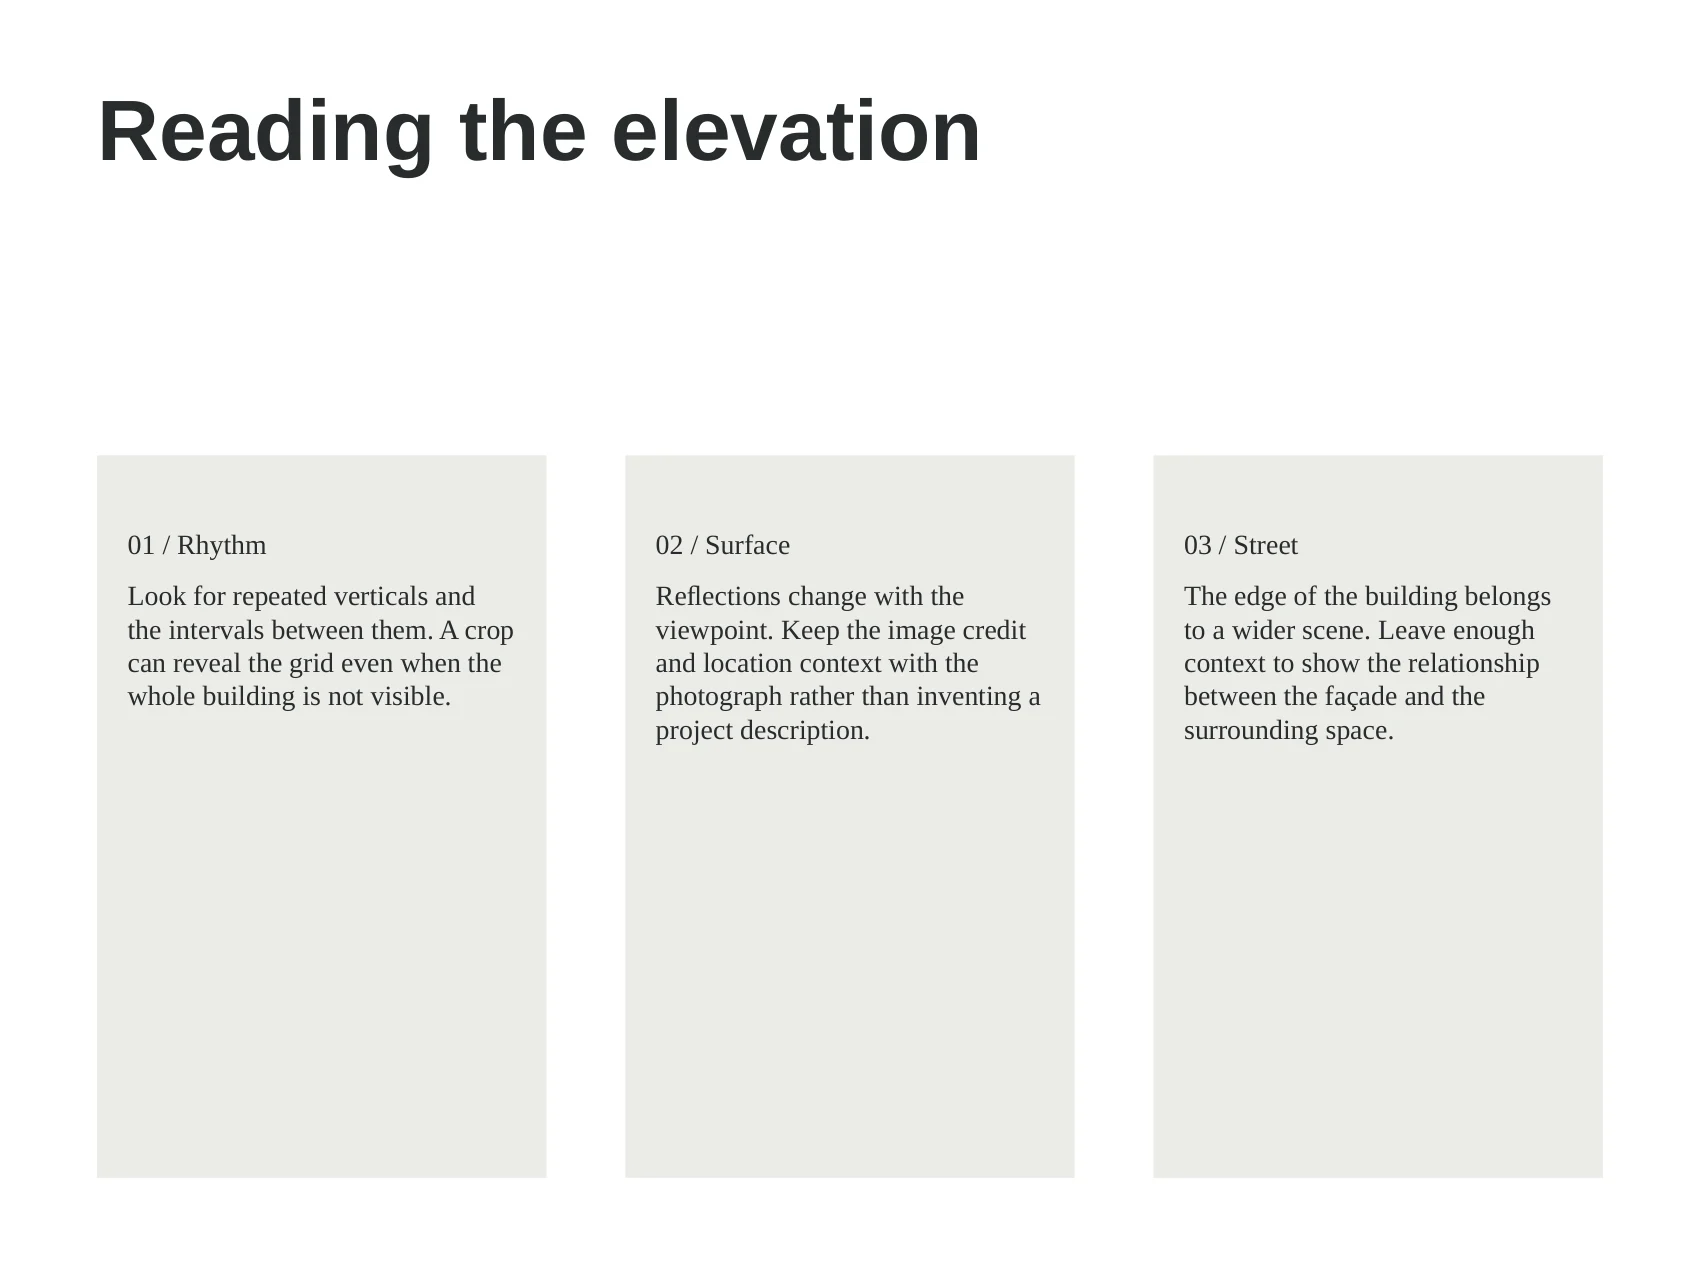 Reading the elevation
01 / Rhythm
Look for repeated verticals and
the intervals between them. A crop
can reveal the grid even when the
whole building is not visible.
02 / Surface
Reflections change with the
viewpoint. Keep the image credit
and location context with the
photograph rather than inventing a
project description.
03 / Street
The edge of the building belongs
to a wider scene. Leave enough
context to show the relationship
between the façade and the
surrounding space.